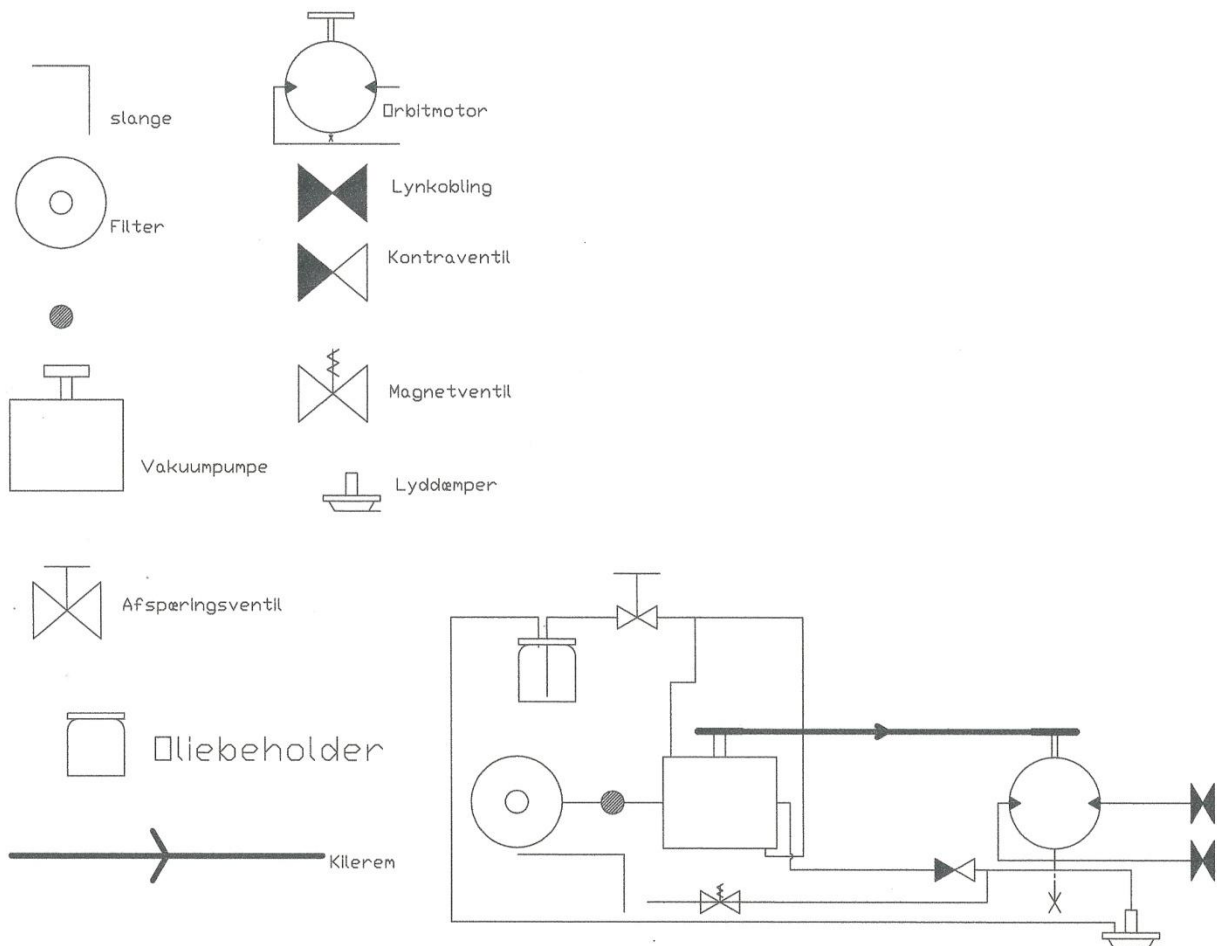 slange
Orbitmotor
Filter
Lynkobling
Kontraventil
Magnetventil
Vakuumpumpe
Lyddæmper
Afspæringsventil
Oliebeholder
Kilerem